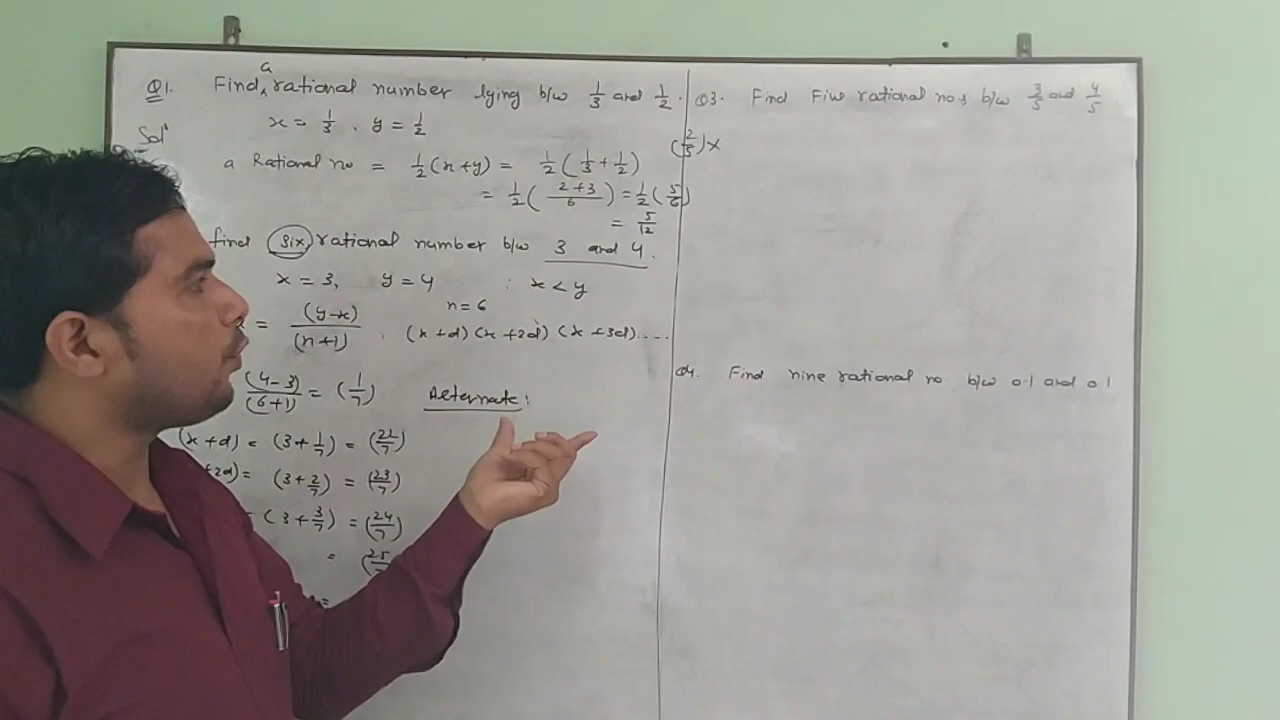 Q1. Find a rational number lying b/w 1/3 and 1/2.
Sol
x = 1/3, y = 1/2
a Rational no = 1/2(x+y) = 1/2(1/3 + 1/2)
= 1/2(2+3/6) = 1/2(5/6)
= 5/12
find six rational number b/w 3 and 4.
x = 3, y = 4 : x < y
n = 6
= (y-x)/(n+1) , (x+d) (x+2d) (x+3d)....
(4-3)/(6+1) = (1/7) Alternate:
(x+d) = (3+1/7) = (21/7)
+2d) = (3+2/7) = (23/7)
= (3+3/7) = (24/7)
= (25/
Q3. Find Five rational nos b/w 3/5 and 4/5
(2/5)x
Q4. Find nine rational no b/w 0.1 and 0.1